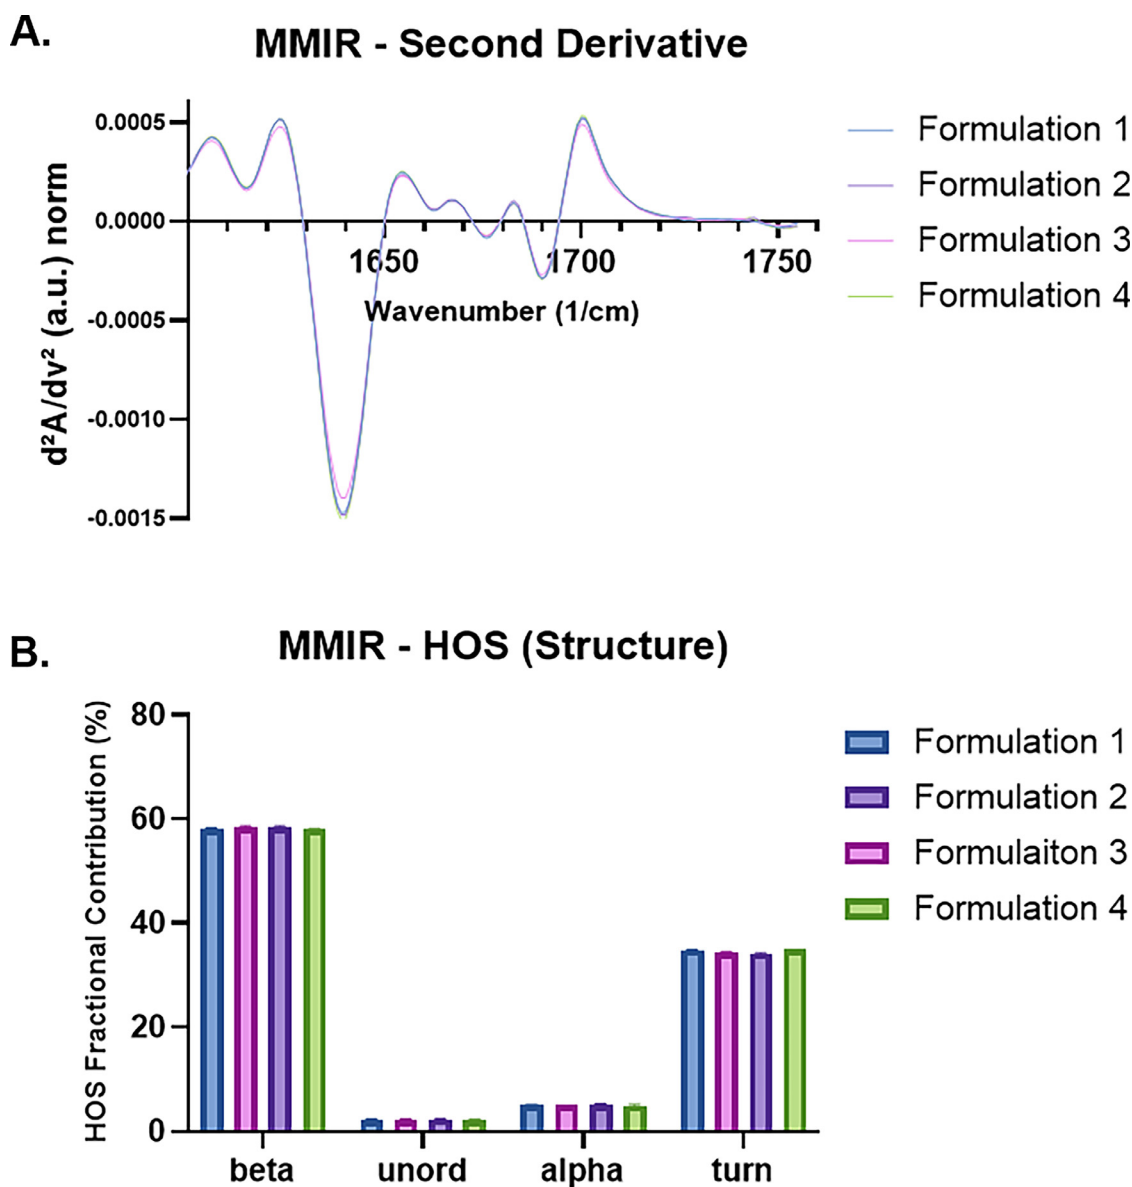 A.
MMIR - Second Derivative
d²A/dv² (a.u.) norm
0.0005
0.0000
-0.0005
-0.0010
-0.0015
1650
1700
1750
Wavenumber (1/cm)
Formulation 1
Formulation 2
Formulation 3
Formulation 4
B.
MMIR - HOS (Structure)
HOS Fractional Contribution (%)
80
60
40
20
0
beta
unord
alpha
turn
Formulation 1
Formulation 2
Formulaiton 3
Formulation 4